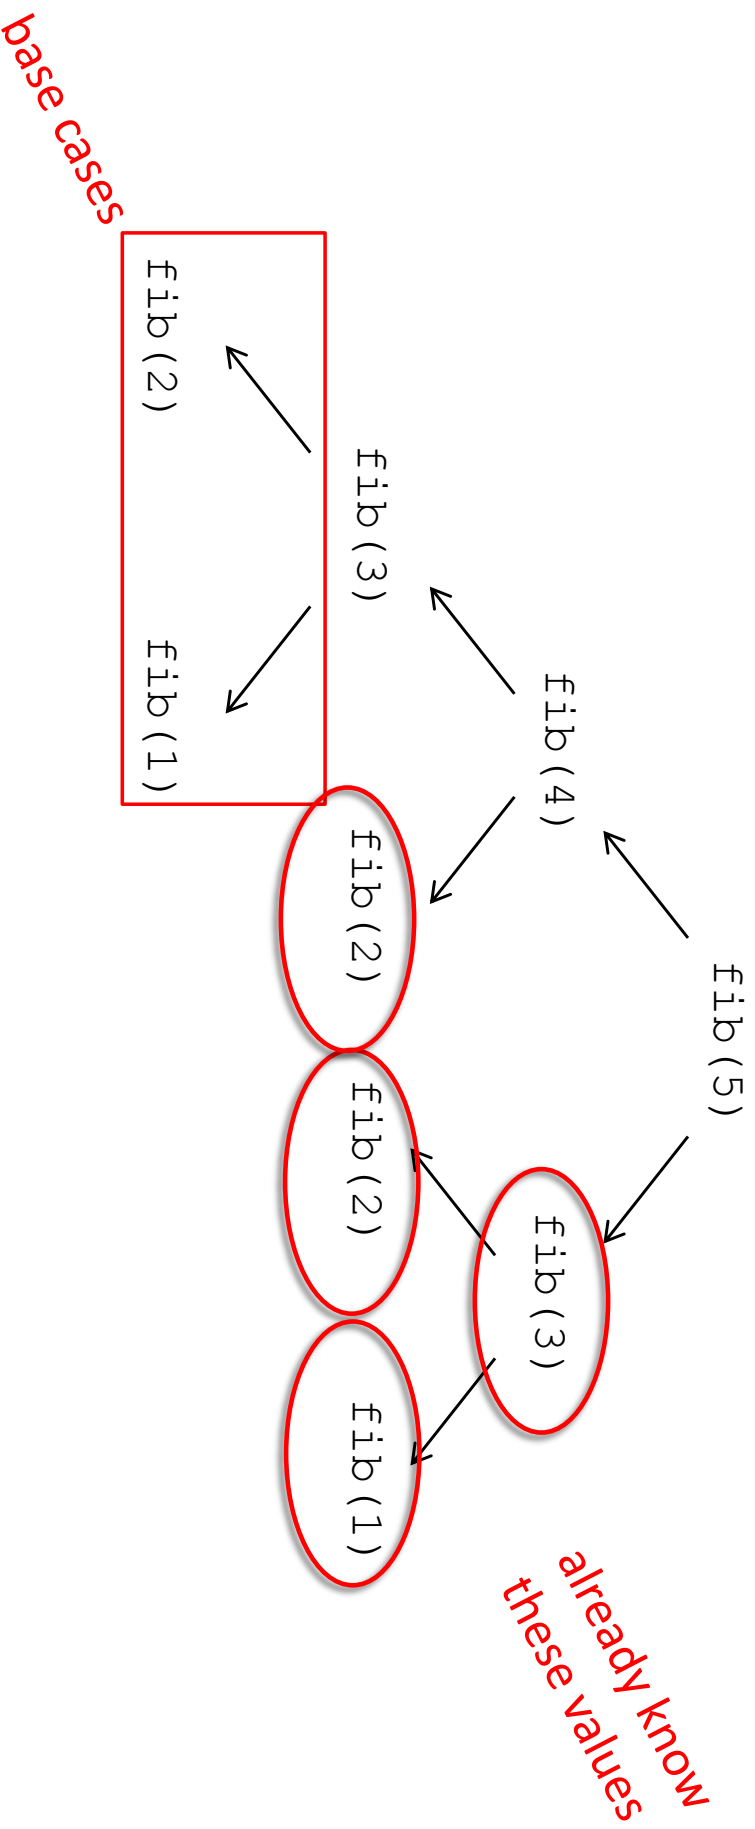 fib(5)
fib(4)
fib(3)
fib(3)
fib(2)
fib(2)
fib(1)
fib(2)
fib(1)
base cases
already know
these values